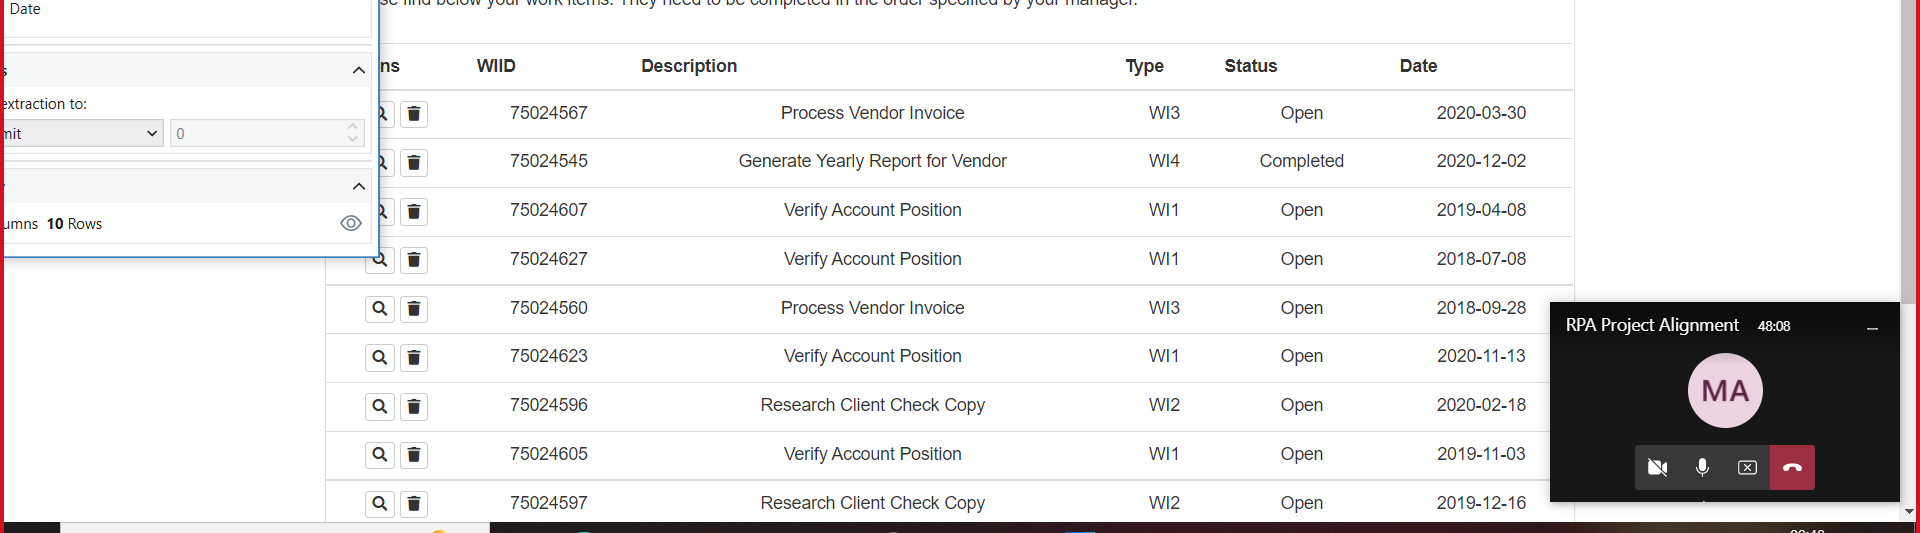 Date
se find below your work items. They need to be completed in the order specified by your manager.
s
ns WIID Description Type Status Date
extraction to:
mit 0
75024567 Process Vendor Invoice WI3 Open 2020-03-30
75024545 Generate Yearly Report for Vendor WI4 Completed 2020-12-02
75024607 Verify Account Position WI1 Open 2019-04-08
umns 10 Rows
75024627 Verify Account Position WI1 Open 2018-07-08
75024560 Process Vendor Invoice WI3 Open 2018-09-28
75024623 Verify Account Position WI1 Open 2020-11-13
75024596 Research Client Check Copy WI2 Open 2020-02-18
75024605 Verify Account Position WI1 Open 2019-11-03
75024597 Research Client Check Copy WI2 Open 2019-12-16
RPA Project Alignment 48:08
MA